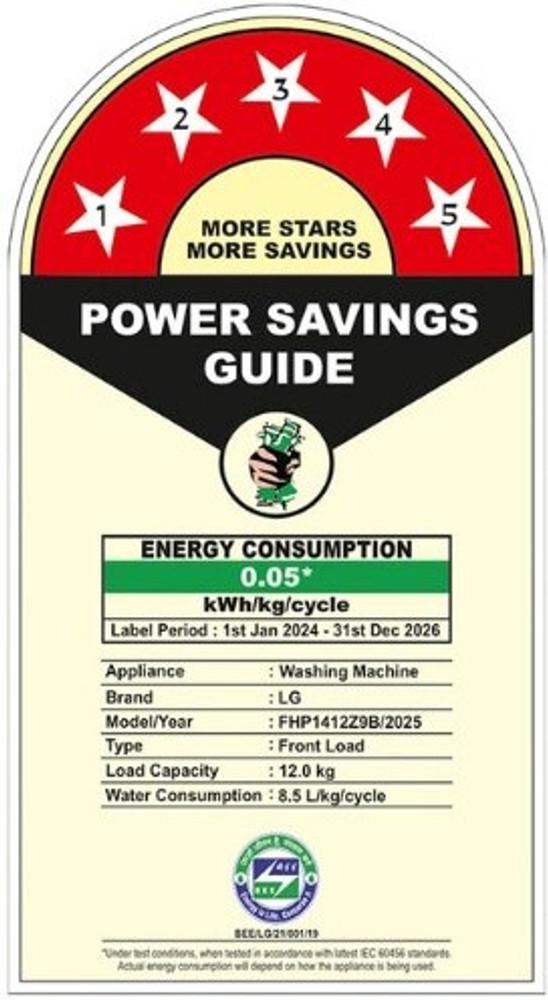 1 2 3 4 5
MORE STARS
MORE SAVINGS
POWER SAVINGS
GUIDE
ENERGY CONSUMPTION
0.05*
kWh/kg/cycle
Label Period : 1st Jan 2024 - 31st Dec 2026
Appliance : Washing Machine
Brand : LG
Model/Year : FHP1412Z9B/2025
Type : Front Load
Load Capacity : 12.0 kg
Water Consumption : 8.5 L/kg/cycle
BEE
BEE/LG/21/001/19
*Under test conditions, when tested in accordance with latest IEC 60456 standards.
Actual energy consumption will depend on how the appliance is being used.